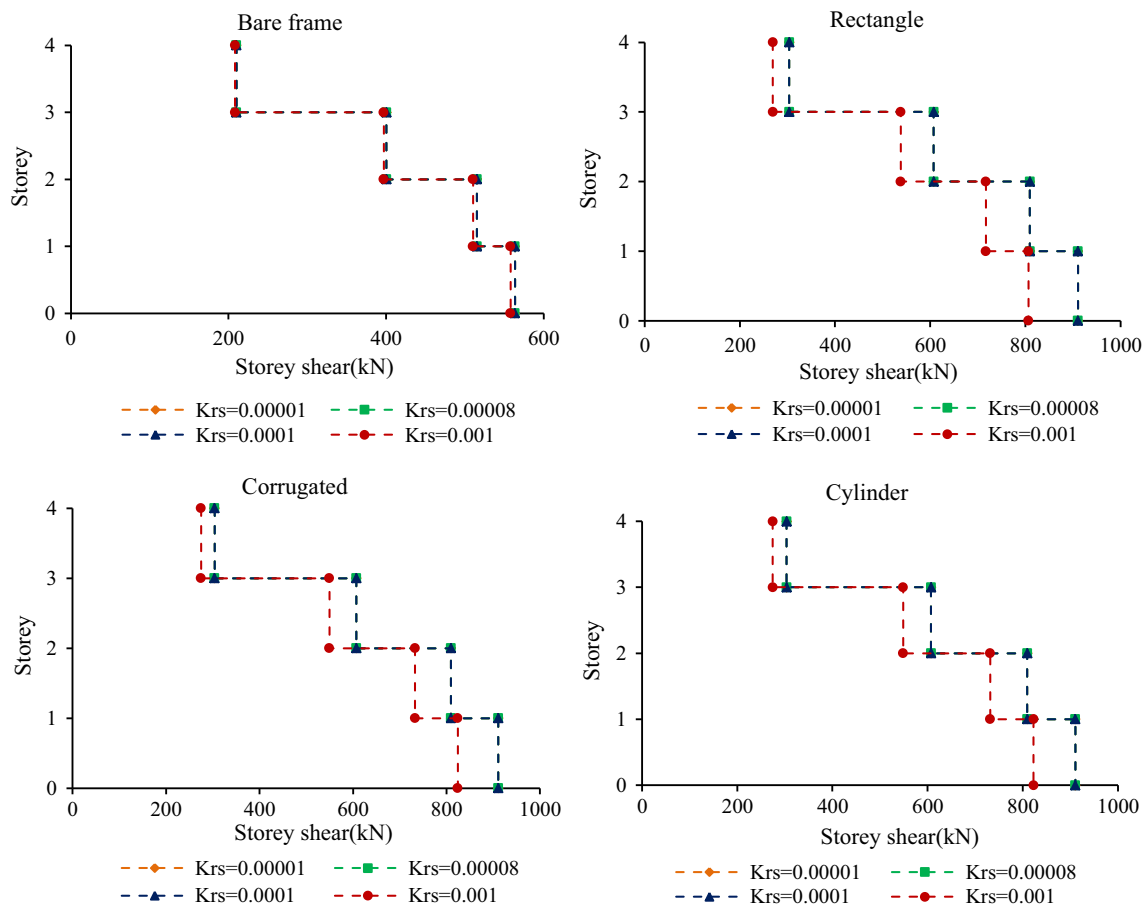 Bare frame
4
3
2
1
0
Storey
0 200 400 600
Storey shear(kN)
Krs=0.00001 Krs=0.00008
Krs=0.0001 Krs=0.001
Rectangle
4
3
2
1
0
Storey
0 200 400 600 800 1000
Storey shear(kN)
Krs=0.00001 Krs=0.00008
Krs=0.0001 Krs=0.001
Corrugated
4
3
2
1
0
Storey
0 200 400 600 800 1000
Storey shear(kN)
Krs=0.00001 Krs=0.00008
Krs=0.0001 Krs=0.001
Cylinder
4
3
2
1
0
Storey
0 200 400 600 800 1000
Storey shear(kN)
Krs=0.00001 Krs=0.00008
Krs=0.0001 Krs=0.001